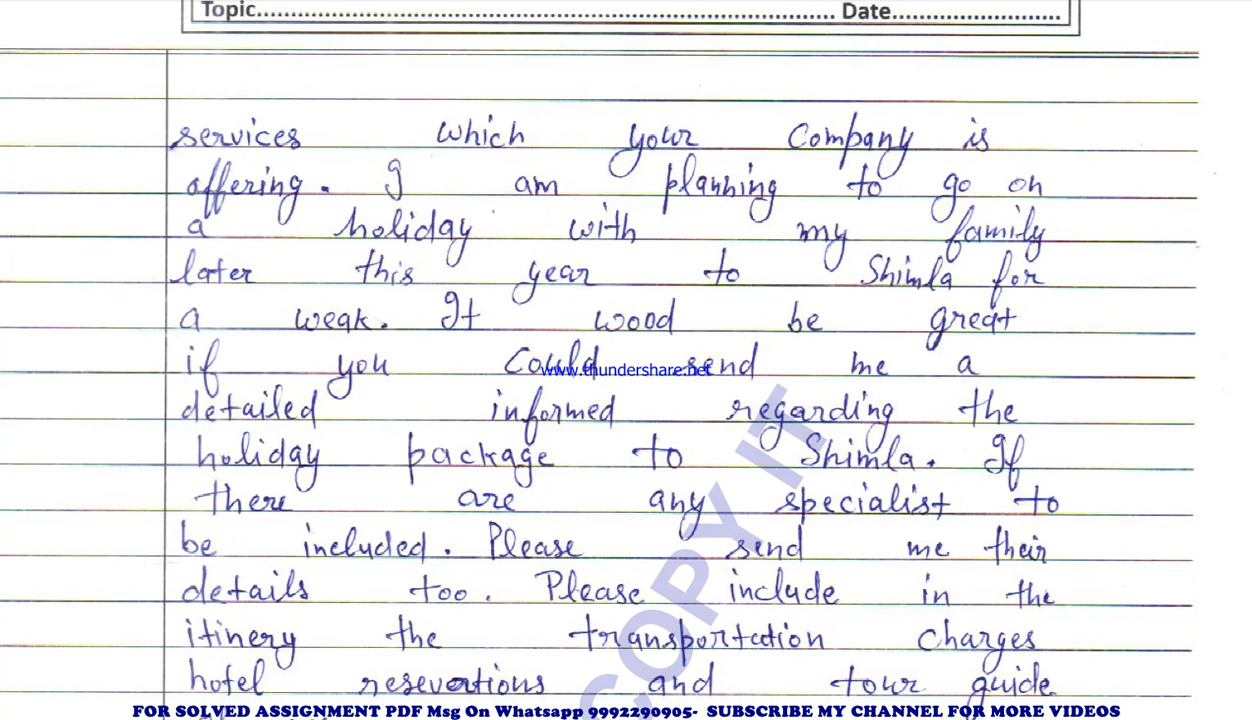 Topic.................................................................................................. Date.............................
services which your Company is
offering. I am planning to go on
a holiday with my family
later this year to Shimla for
a weak. It wood be great
if you Could send me a
www.thundershare.net
detailed informed regarding the
holiday package to Shimla. If
there are any specialist to
be included. Please send me their
details too. Please include in the
itinery the transportation charges
hotel resevertions and tour guide
COPY IT
FOR SOLVED ASSIGNMENT PDF Msg On Whatsapp 9992290905- SUBSCRIBE MY CHANNEL FOR MORE VIDEOS